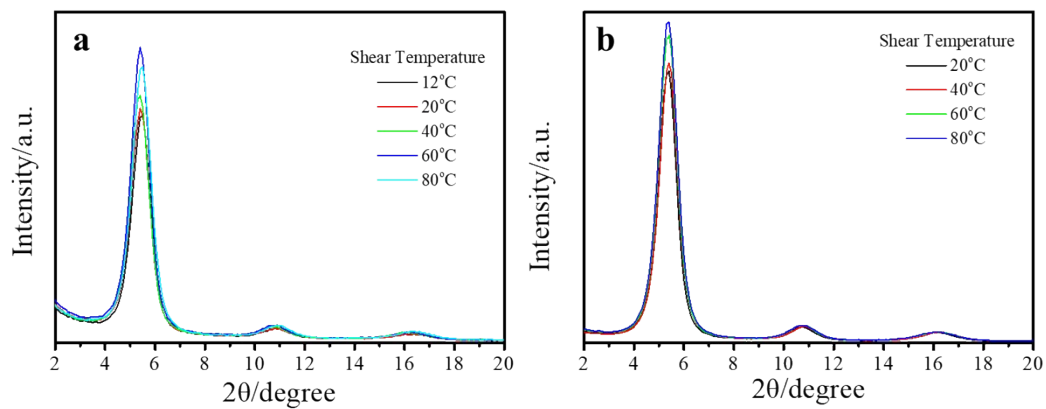 a
Shear Temperature
12°C
20°C
40°C
60°C
80°C
Intensity/a.u.
2 4 6 8 10 12 14 16 18 20
2θ/degree
b
Shear Temperature
20°C
40°C
60°C
80°C
Intensity/a.u.
2 4 6 8 10 12 14 16 18 20
2θ/degree